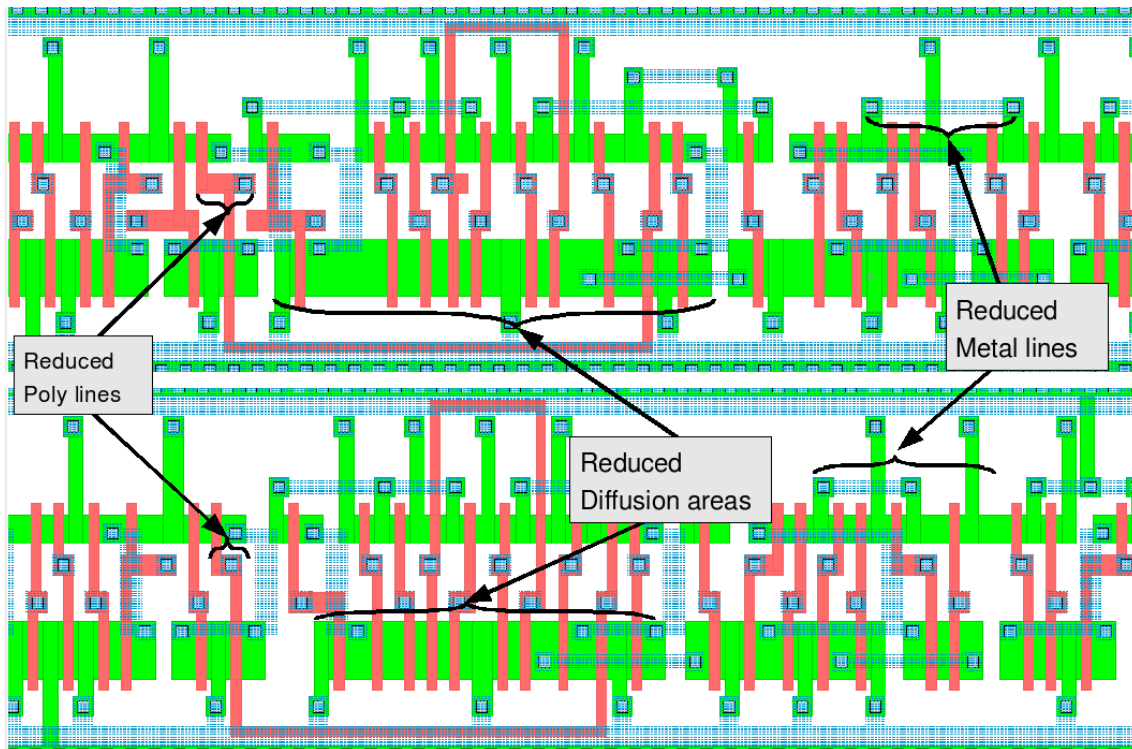 Reduced
Metal lines
Reduced
Poly lines
Reduced
Diffusion areas